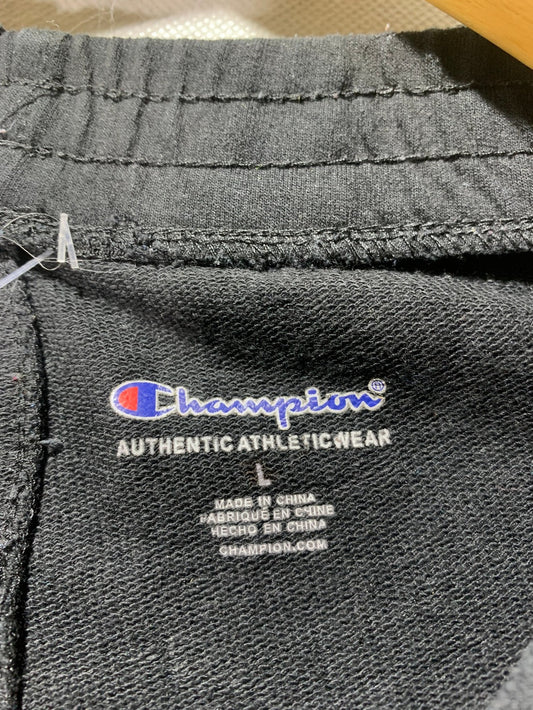 Champion®
AUTHENTIC ATHLETICWEAR
L
MADE IN CHINA
FABRIQUÉ EN CHINE
HECHO EN CHINA
CHAMPION.COM